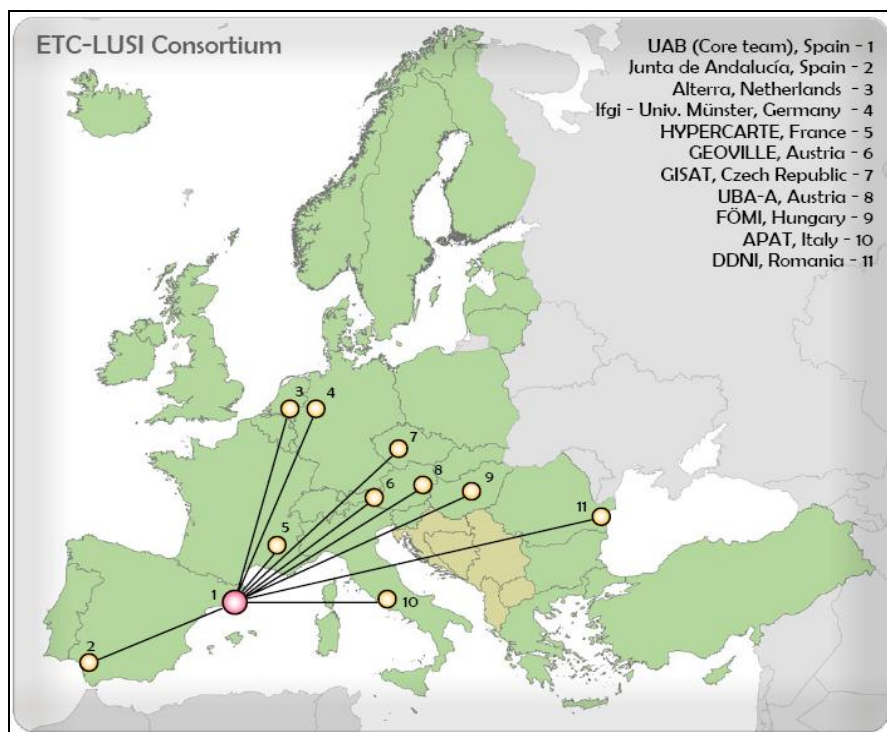 ETC-LUSI Consortium
UAB (Core team), Spain - 1
Junta de Andalucía, Spain - 2
Alterra, Netherlands - 3
Ifgi - Univ. Münster, Germany - 4
HYPERCARTE, France - 5
GEOVILLE, Austria - 6
GISAT, Czech Republic - 7
UBA-A, Austria - 8
FÖMI, Hungary - 9
APAT, Italy - 10
DDNI, Romania - 11
3
4
7
8
6
9
11
5
1
10
2